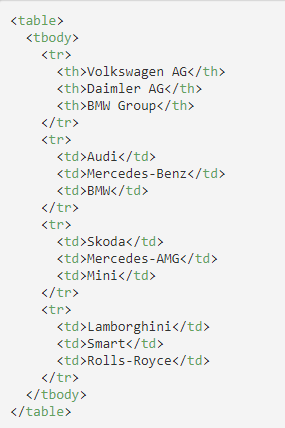 <table>
  <tbody>
    <tr>
      <th>Volkswagen AG</th>
      <th>Daimler AG</th>
      <th>BMW Group</th>
    </tr>
    <tr>
      <td>Audi</td>
      <td>Mercedes-Benz</td>
      <td>BMW</td>
    </tr>
    <tr>
      <td>Skoda</td>
      <td>Mercedes-AMG</td>
      <td>Mini</td>
    </tr>
    <tr>
      <td>Lamborghini</td>
      <td>Smart</td>
      <td>Rolls-Royce</td>
    </tr>
  </tbody>
</table>